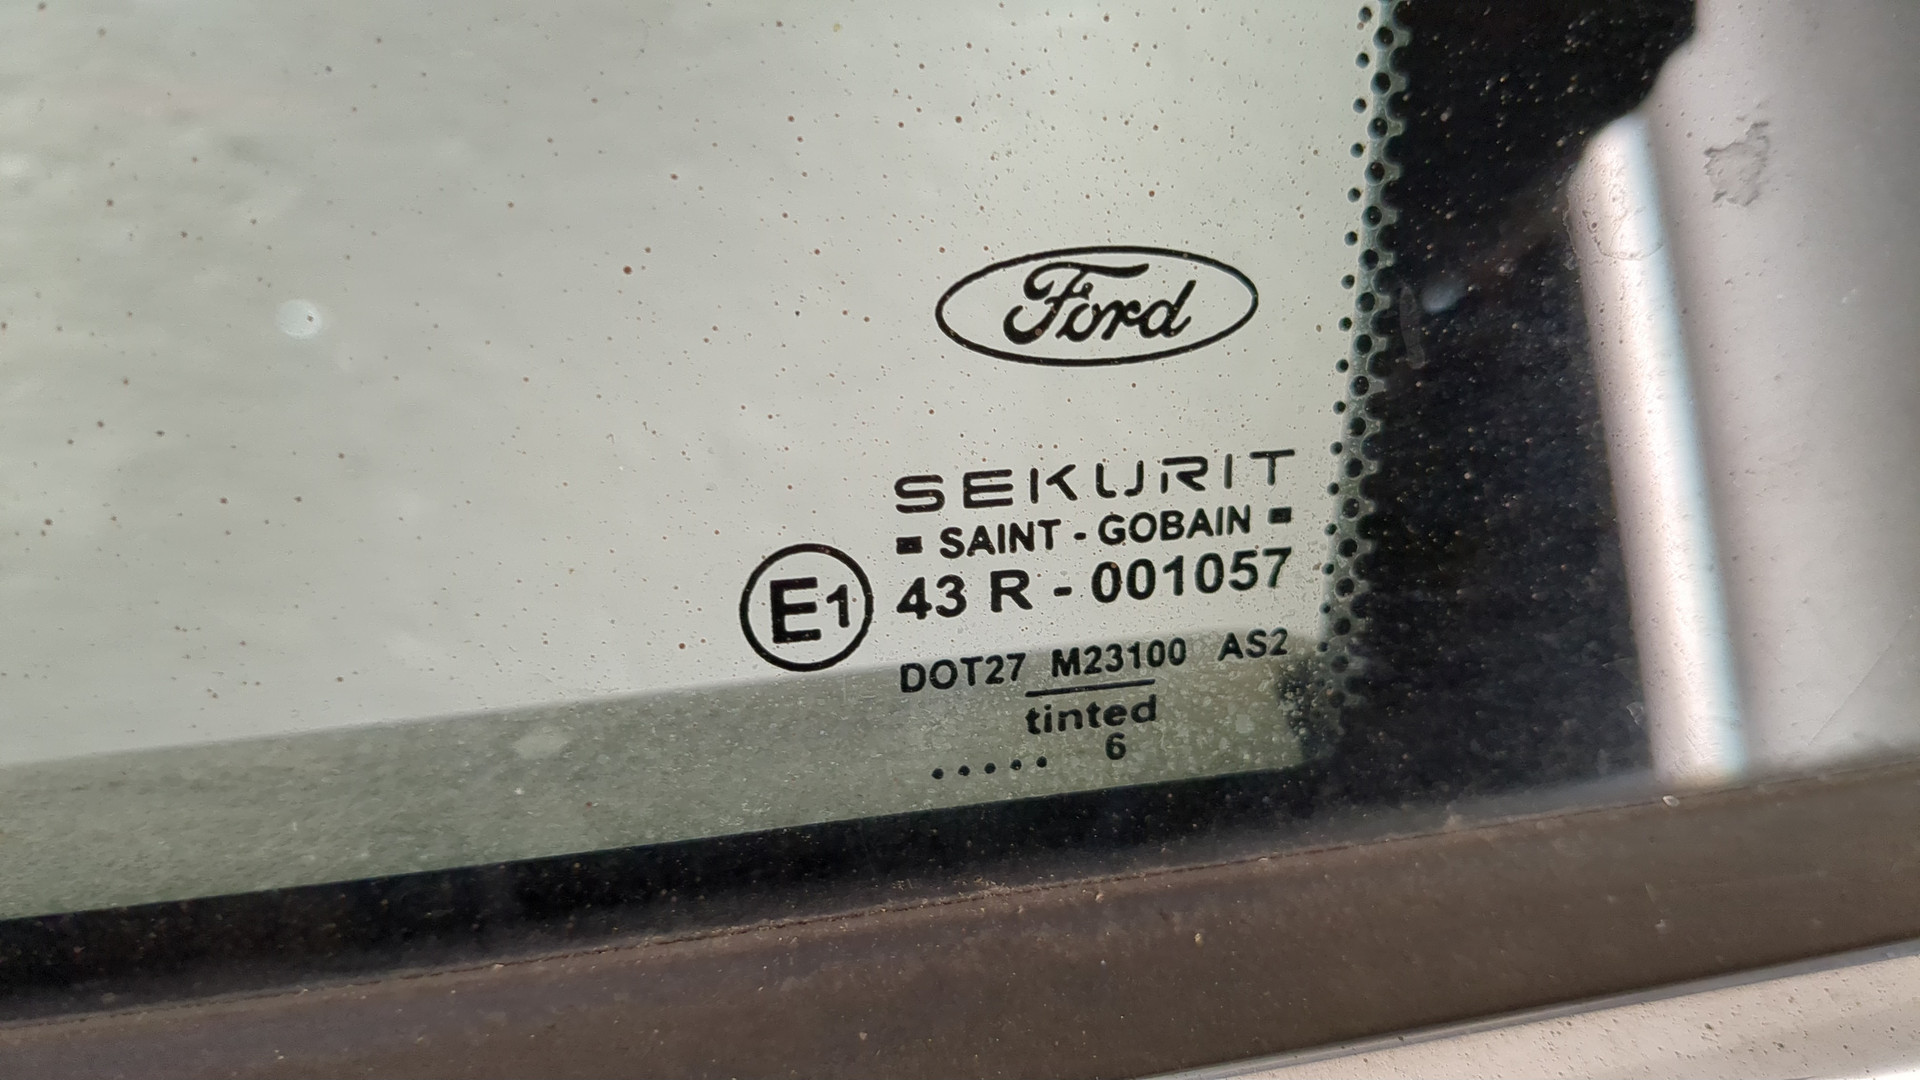 Ford
SEKURIT
SAINT - GOBAIN
E1 43 R - 001057
DOT27 M23100 AS2
tinted
..... 6